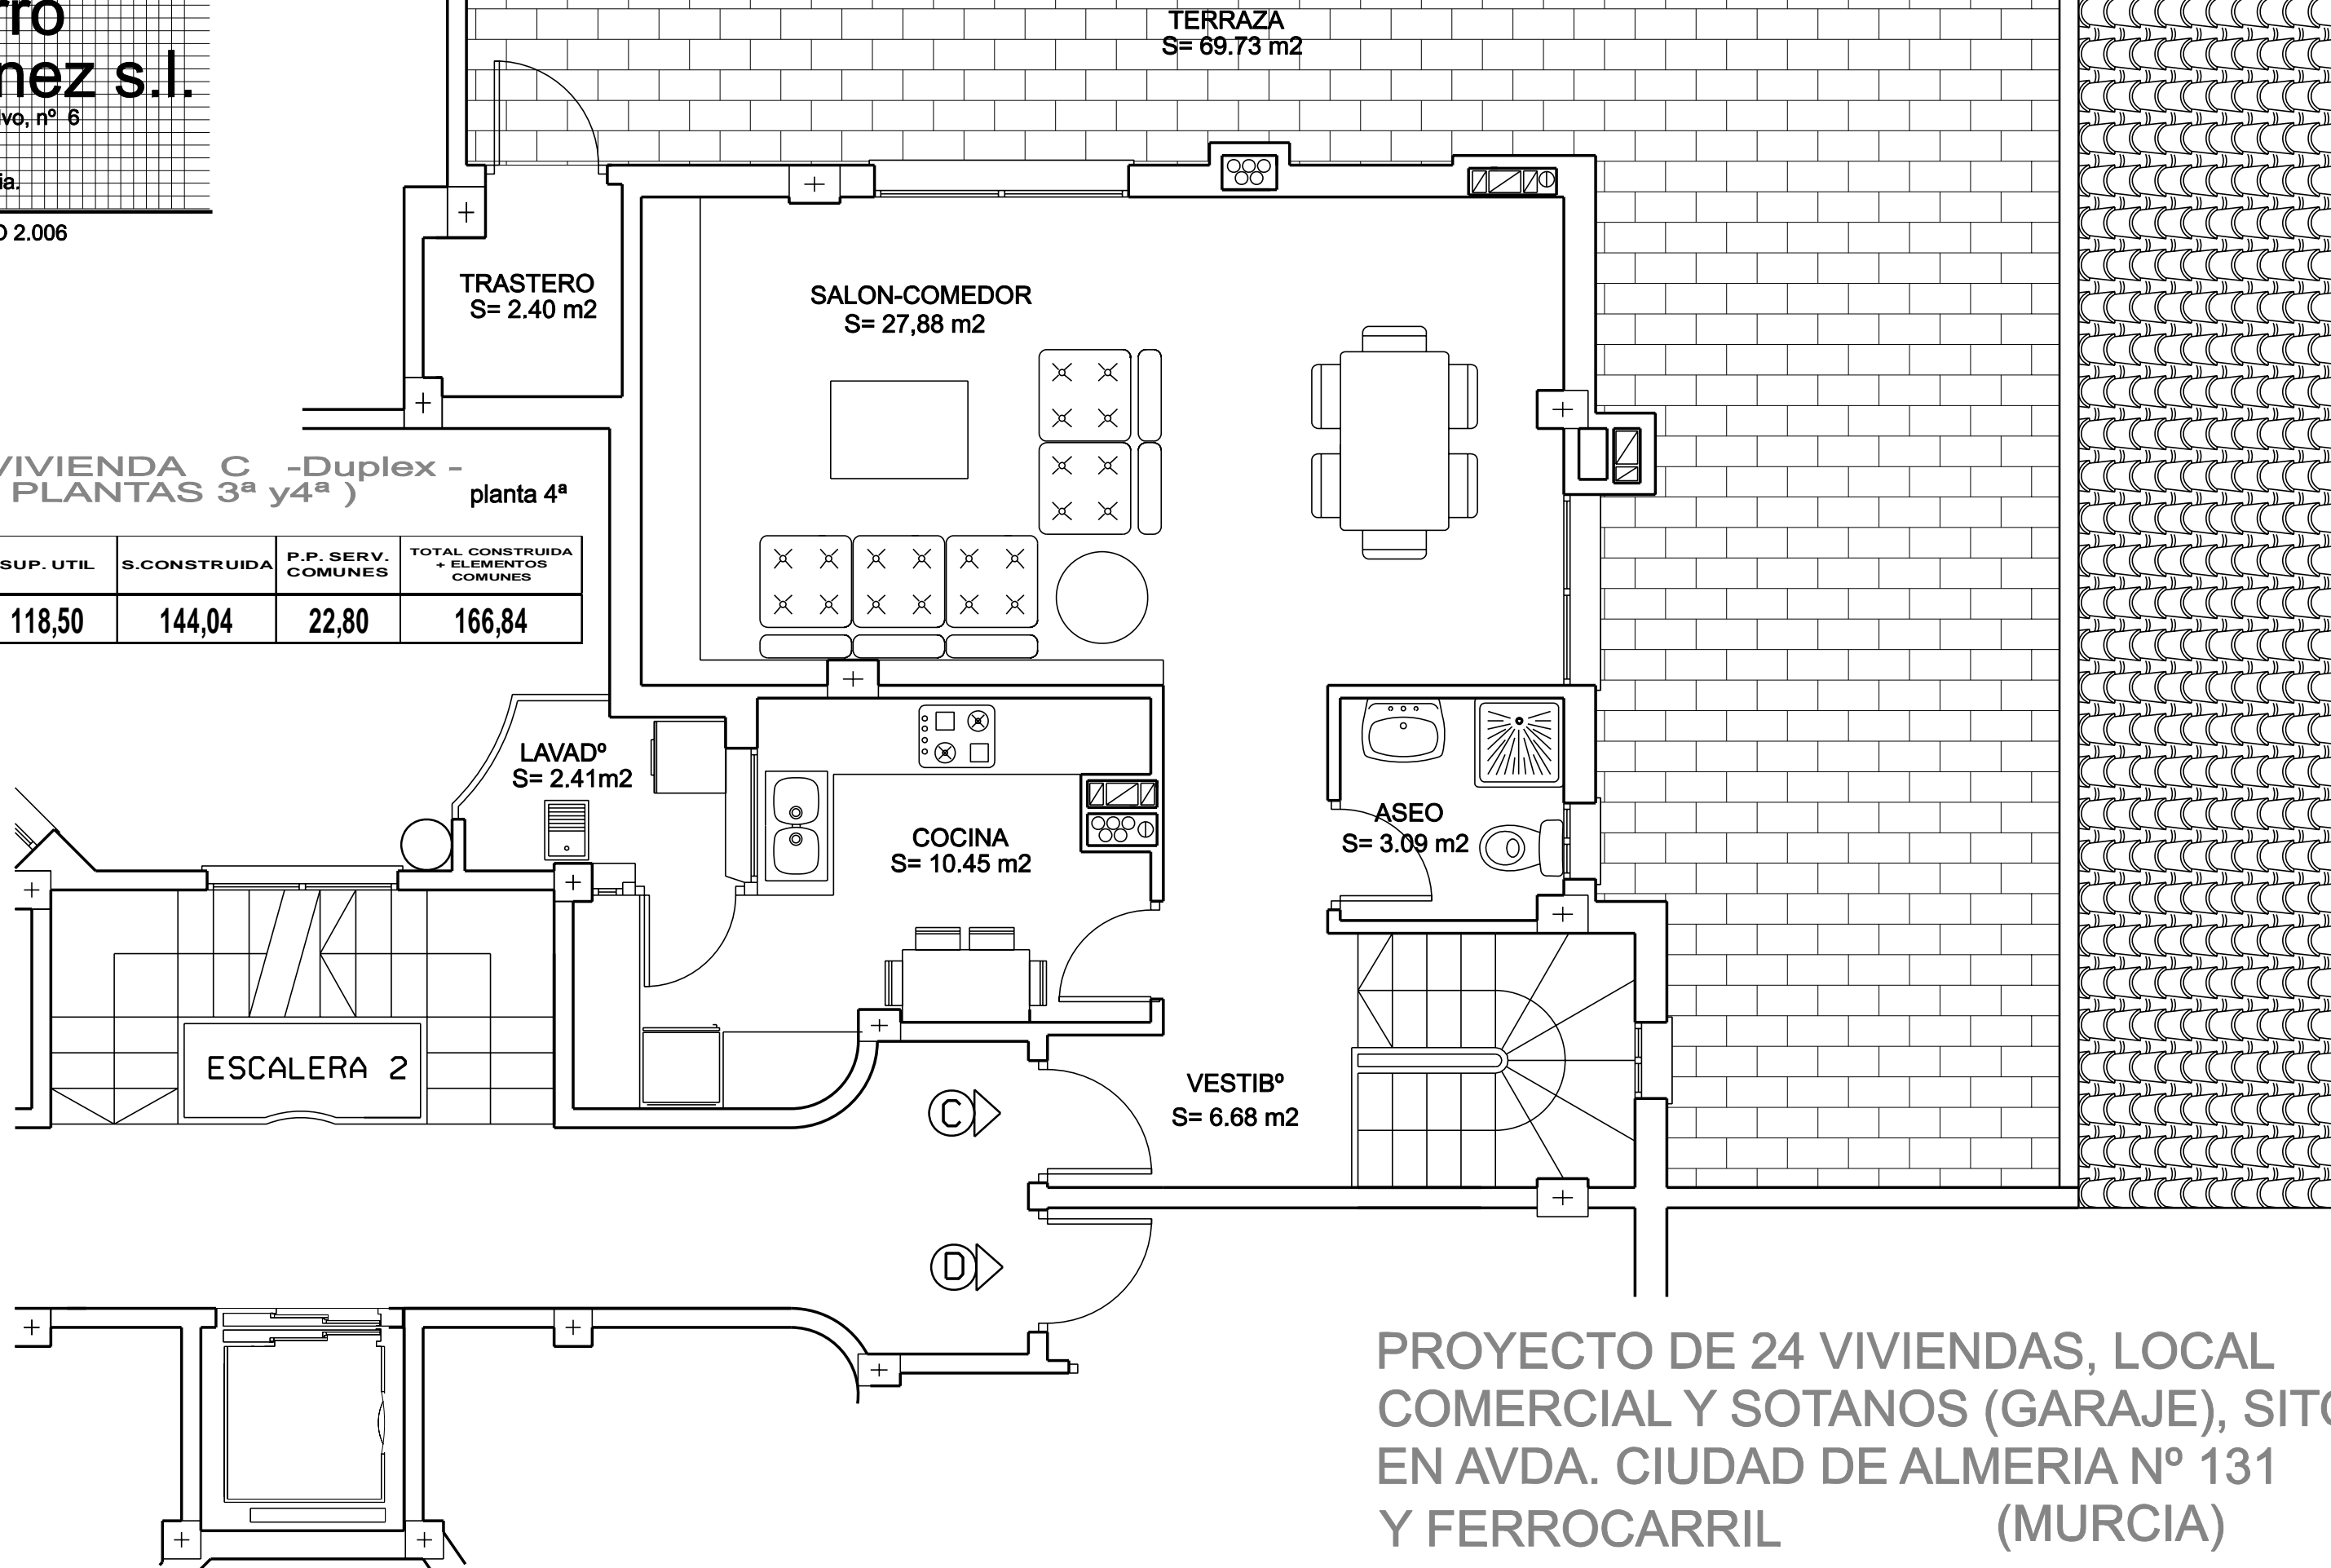 s.l.
nº 6
2.006
TERRAZA
S= 69.73 m2
TRASTERO
S= 2.40 m2
SALON-COMEDOR
S= 27,88 m2
VIVIENDA C -Duplex -
PLANTAS 3ª y4ª )
planta 4ª
SUP. UTIL
S.CONSTRUIDA
P.P. SERV.
COMUNES
TOTAL CONSTRUIDA
+ ELEMENTOS
COMUNES
118,50
144,04
22,80
166,84
LAVADº
S= 2.41m2
COCINA
S= 10.45 m2
ASEO
S= 3.09 m2
ESCALERA 2
VESTIBº
S= 6.68 m2
C
D
PROYECTO DE 24 VIVIENDAS, LOCAL
COMERCIAL Y SOTANOS (GARAJE), SITO
EN AVDA. CIUDAD DE ALMERIA Nº 131
Y FERROCARRIL (MURCIA)